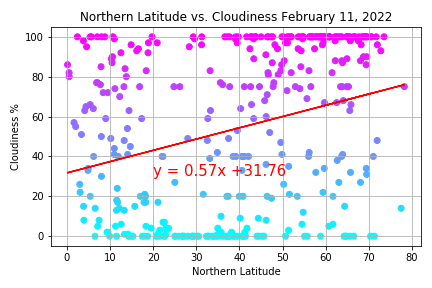 Northern Latitude vs. Cloudiness February 11, 2022
100
80
60
40
20
0
Cloudiness %
y = 0.57x +31.76
0 10 20 30 40 50 60 70 80
Northern Latitude